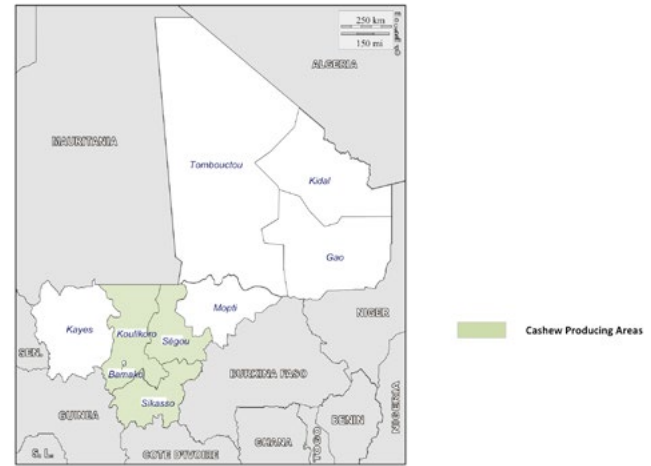 250 km
150 mi
ALGERIA
MAURITANIA
Tombouctou
Kidal
Gao
Mopti
NIGER
Kayes
Koulikoro
Ségou
Cashew Producing Areas
SEN.
Bamako
BURKINA FASO
Sikasso
GUINEA
BENIN
NIGERIA
GHANA
TOGO
S. L.
COTE D'IVOIRE